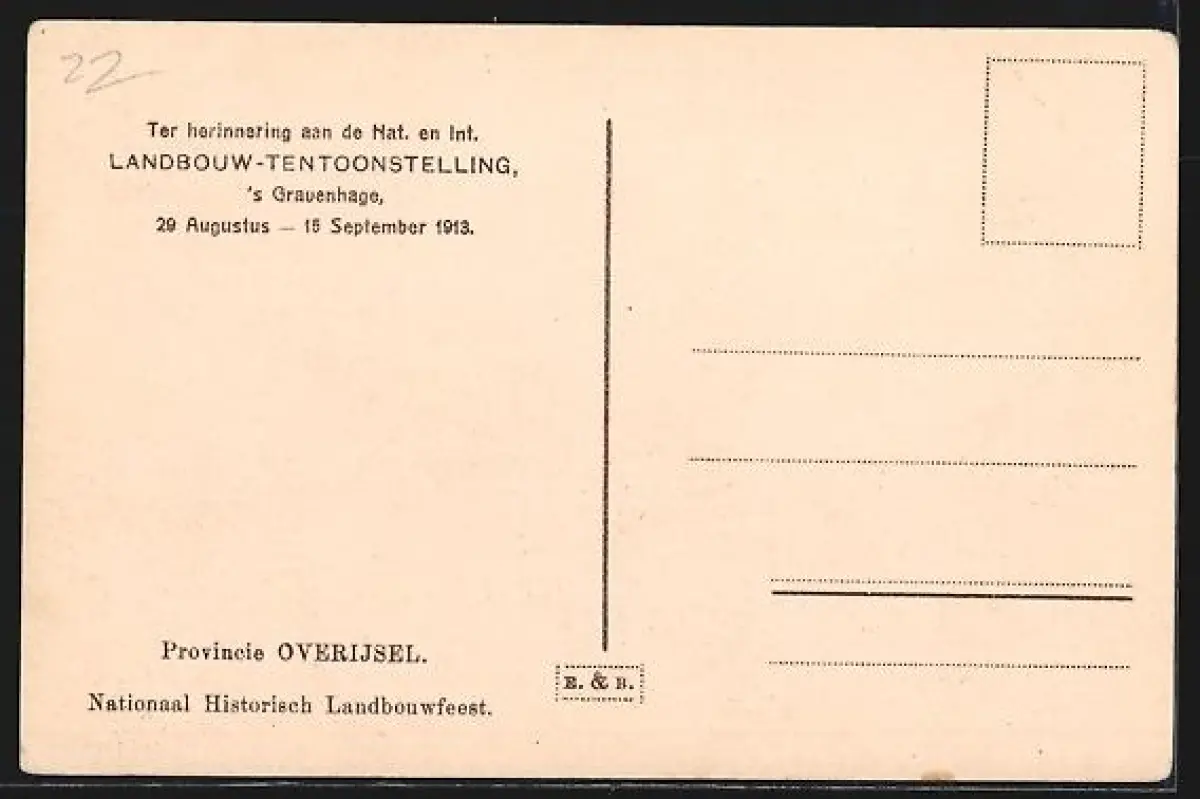 22
Ter herinnering aan de Nat. en Int.
LANDBOUW-TENTOONSTELLING,
's Gravenhage,
29 Augustus — 15 September 1913.
Provincie OVERIJSEL.
Nationaal Historisch Landbouwfeest.
E. & B.